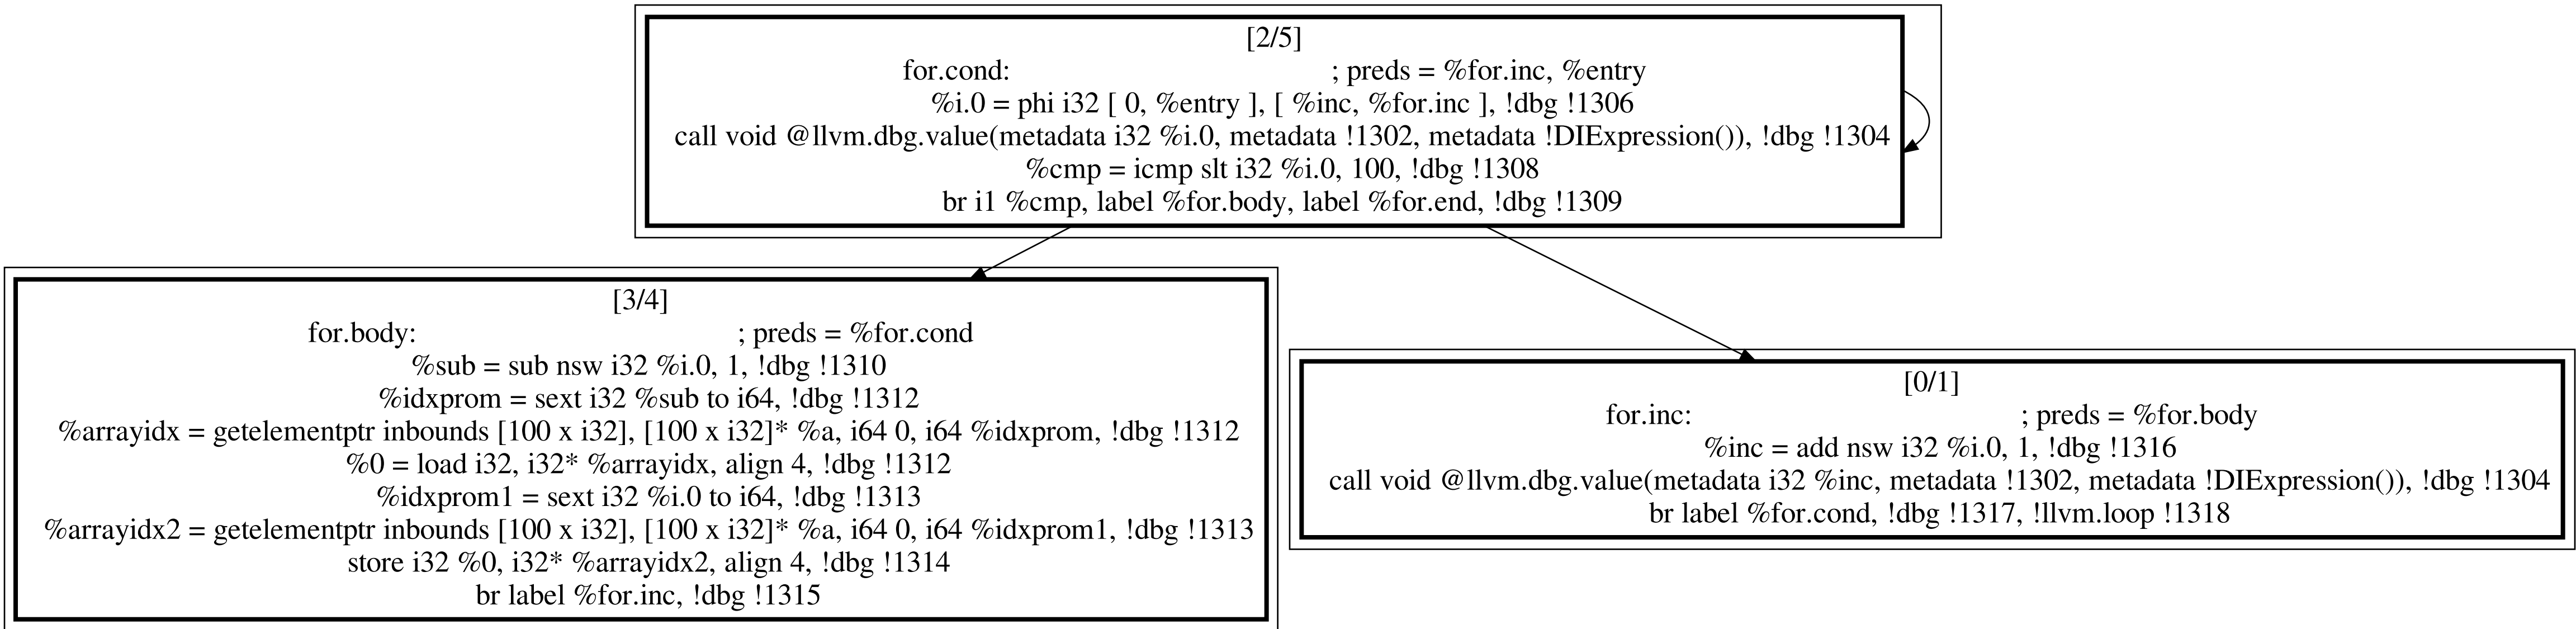 [2/5]
for.cond: ; preds = %for.inc, %entry
%i.0 = phi i32 [ 0, %entry ], [ %inc, %for.inc ], !dbg !1306
call void @llvm.dbg.value(metadata i32 %i.0, metadata !1302, metadata !DIExpression()), !dbg !1304
%cmp = icmp slt i32 %i.0, 100, !dbg !1308
br i1 %cmp, label %for.body, label %for.end, !dbg !1309
[3/4]
for.body: ; preds = %for.cond
%sub = sub nsw i32 %i.0, 1, !dbg !1310
%idxprom = sext i32 %sub to i64, !dbg !1312
%arrayidx = getelementptr inbounds [100 x i32], [100 x i32]* %a, i64 0, i64 %idxprom, !dbg !1312
%0 = load i32, i32* %arrayidx, align 4, !dbg !1312
%idxprom1 = sext i32 %i.0 to i64, !dbg !1313
%arrayidx2 = getelementptr inbounds [100 x i32], [100 x i32]* %a, i64 0, i64 %idxprom1, !dbg !1313
store i32 %0, i32* %arrayidx2, align 4, !dbg !1314
br label %for.inc, !dbg !1315
[0/1]
for.inc: ; preds = %for.body
%inc = add nsw i32 %i.0, 1, !dbg !1316
call void @llvm.dbg.value(metadata i32 %inc, metadata !1302, metadata !DIExpression()), !dbg !1304
br label %for.cond, !dbg !1317, !llvm.loop !1318